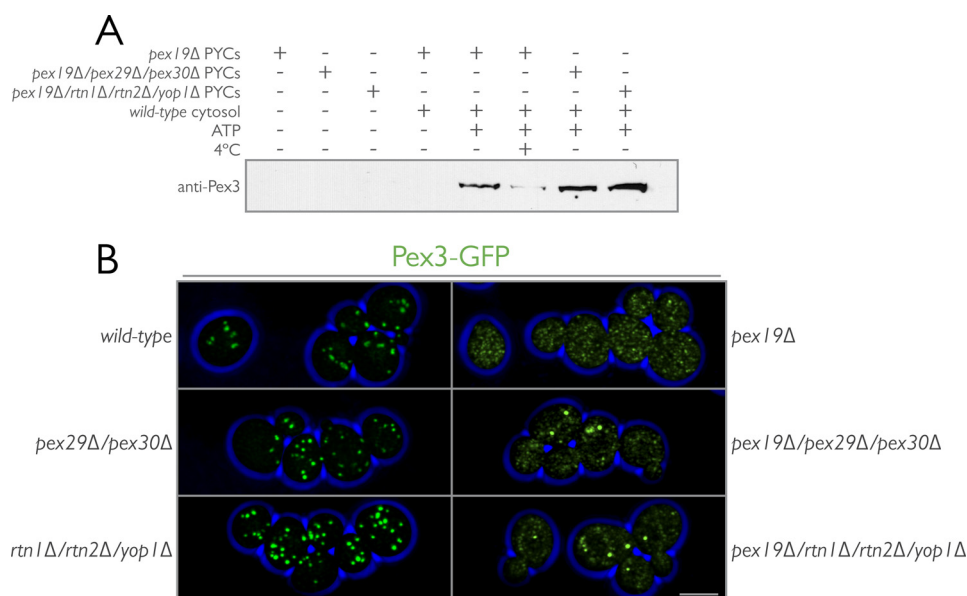 A
pex19Δ PYCs + - - + + + - -
pex19Δ/pex29Δ/pex30Δ PYCs - + - - - - + -
pex19Δ/rtn1Δ/rtn2Δ/yop1Δ PYCs - - + - - - - +
wild-type cytosol - - - + + + + +
ATP - - - - + + + +
4ºC - - - - - + - -
anti-Pex3
B
Pex3-GFP
wild-type
pex19Δ
pex29Δ/pex30Δ
pex19Δ/pex29Δ/pex30Δ
rtn1Δ/rtn2Δ/yop1Δ
pex19Δ/rtn1Δ/rtn2Δ/yop1Δ